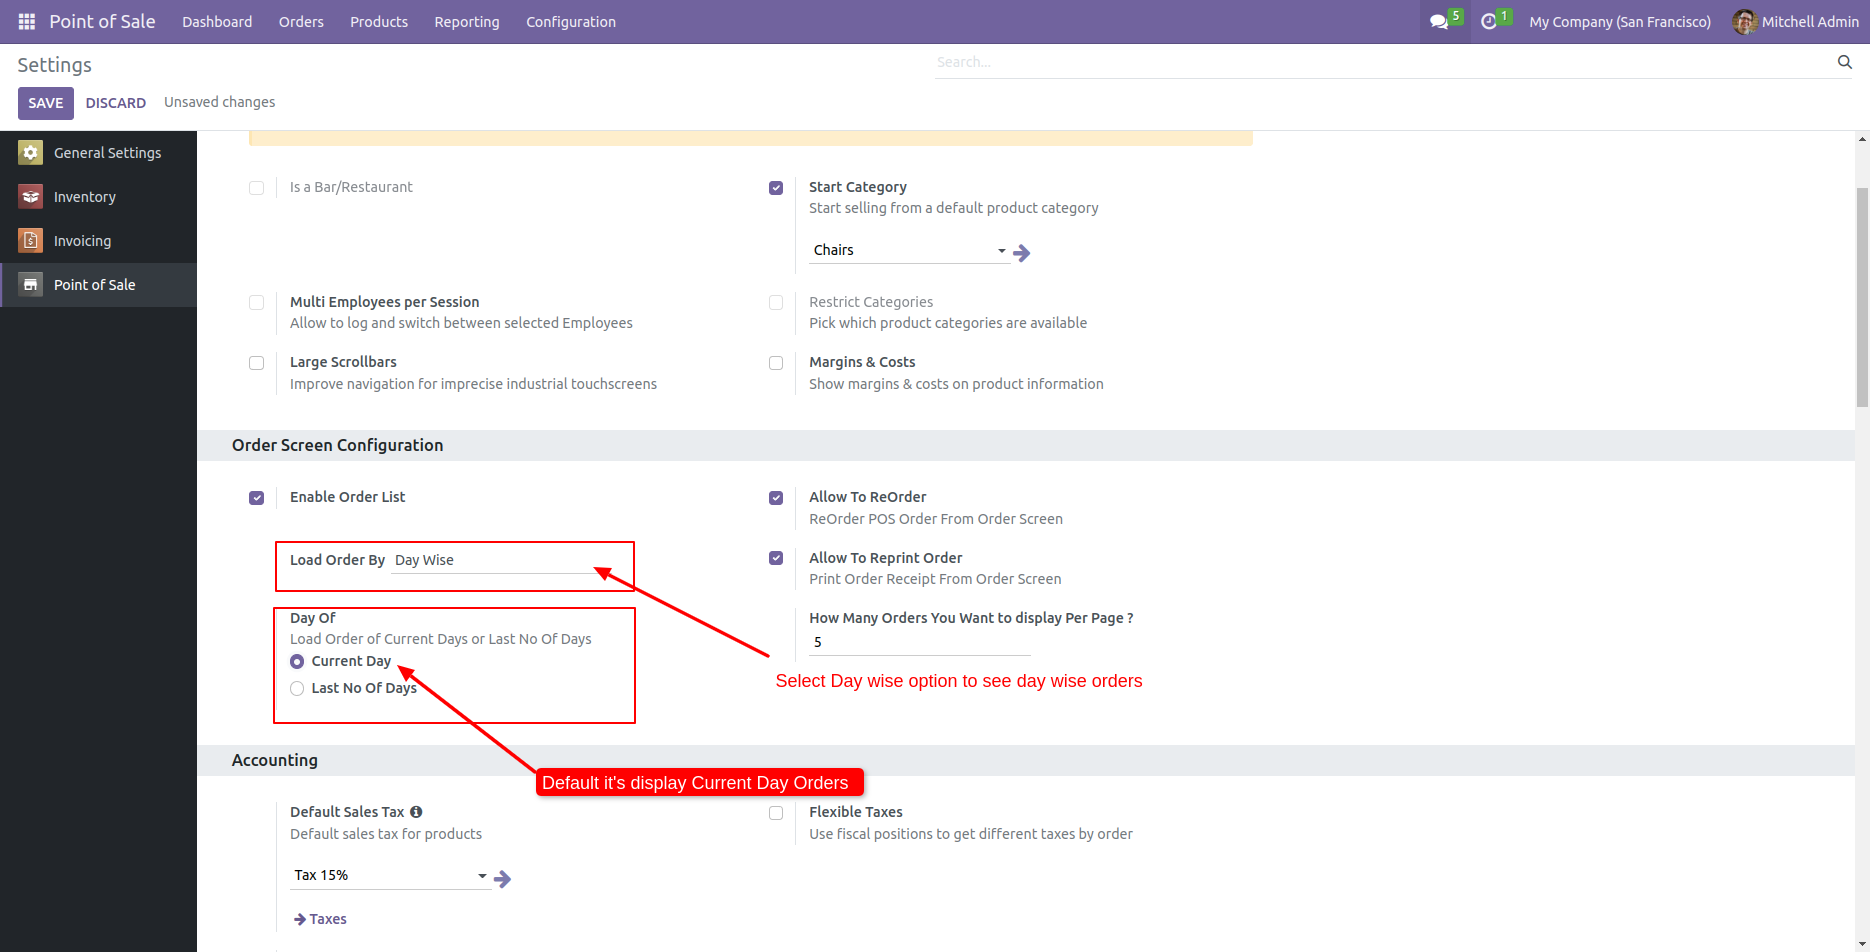 Point of Sale Dashboard Orders Products Reporting Configuration 5 1 My Company (San Francisco) Mitchell Admin
Settings
Search...
SAVE DISCARD Unsaved changes
General Settings
Inventory
Invoicing
Point of Sale
Is a Bar/Restaurant
Start Category
Start selling from a default product category
Chairs
Multi Employees per Session
Allow to log and switch between selected Employees
Restrict Categories
Pick which product categories are available
Large Scrollbars
Improve navigation for imprecise industrial touchscreens
Margins & Costs
Show margins & costs on product information
Order Screen Configuration
Enable Order List
Allow To ReOrder
ReOrder POS Order From Order Screen
Load Order By Day Wise
Allow To Reprint Order
Print Order Receipt From Order Screen
Day Of
Load Order of Current Days or Last No Of Days
Current Day
Last No Of Days
How Many Orders You Want to display Per Page ?
5
Select Day wise option to see day wise orders
Accounting
Default it's display Current Day Orders
Default Sales Tax
Default sales tax for products
Tax 15%
Taxes
Flexible Taxes
Use fiscal positions to get different taxes by order